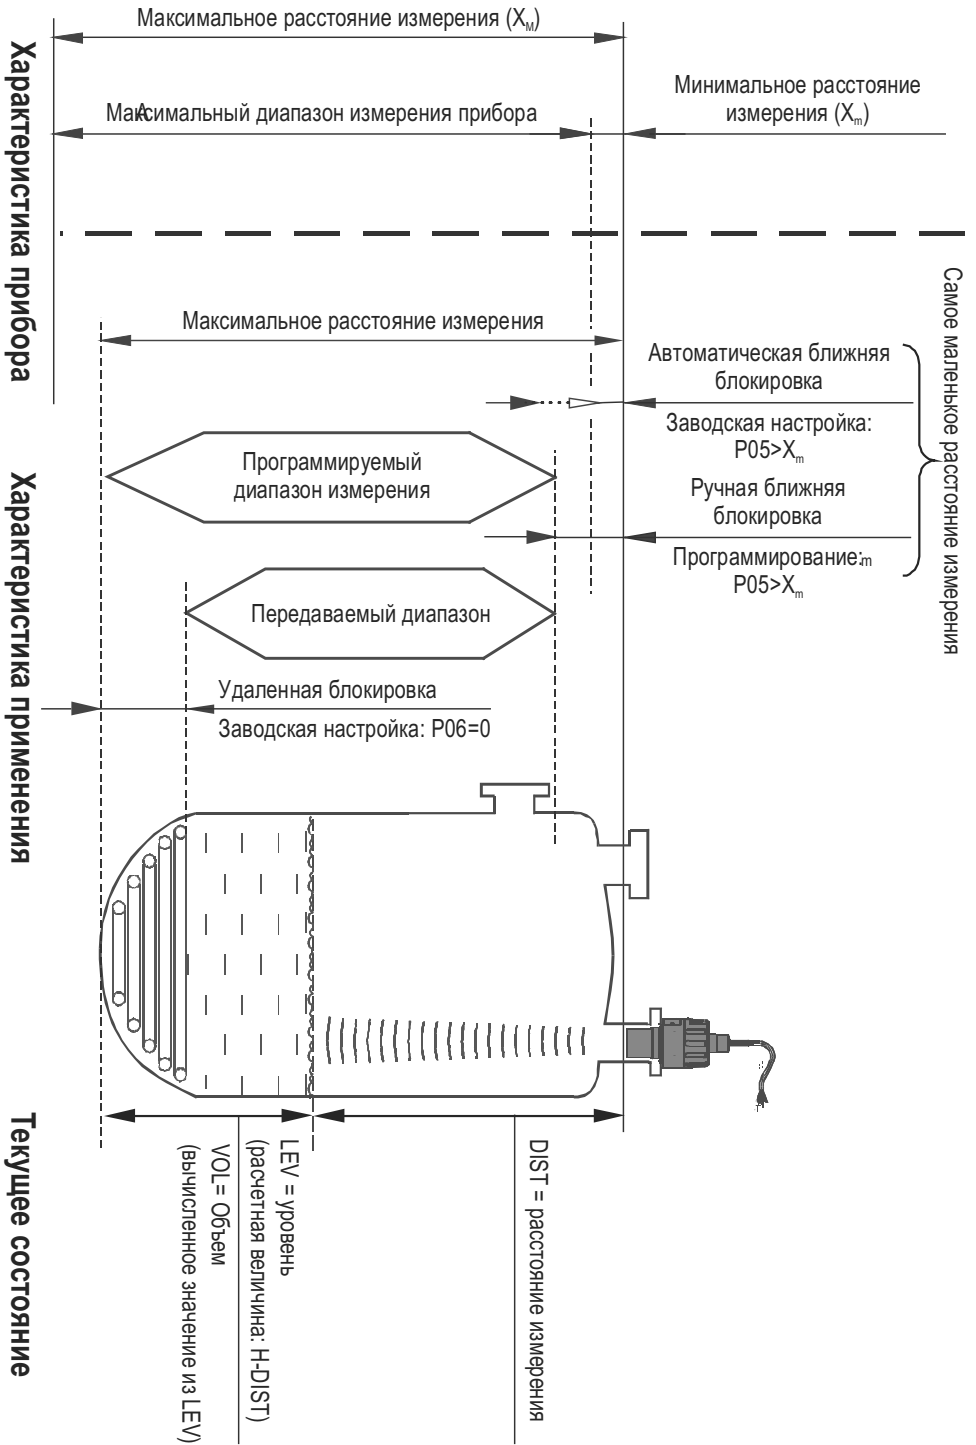 Максимальное расстояние измерения (Xм)
Максимальный диапазон измерения прибора
Минимальное расстояние
измерения (Xm)
Характеристика прибора
Максимальное расстояние измерения
Автоматическая ближняя
блокировка
Заводская настройка:
P05>Xm
Ручная ближняя
блокировка
Программирование:m
P05>Xm
Самое маленькое расстояние измерения
Программируемый
диапазон измерения
Передаваемый диапазон
Удаленная блокировка
Заводская настройка: P06=0
Характеристика применения
Текущее состояние
LEV = уровень
(расчетная величина: H-DIST)
VOL= Объем
(вычисленное значение из LEV)
DIST = расстояние измерения